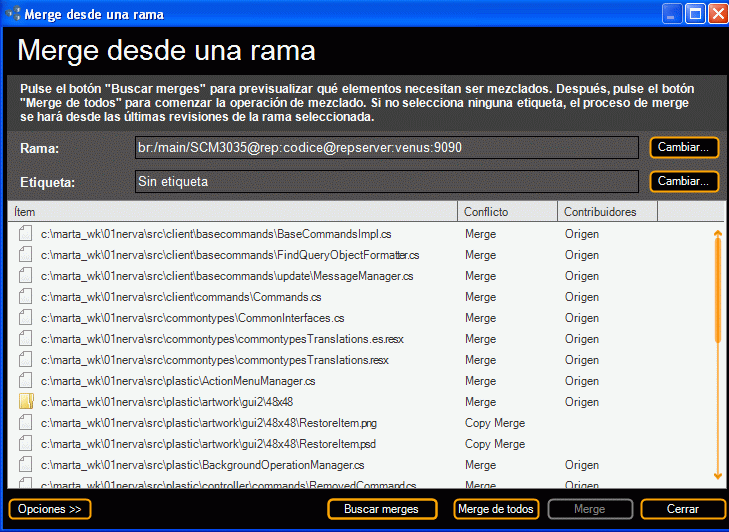 Merge desde una rama
Merge desde una rama
Pulse el botón "Buscar merges" para previsualizar qué elementos necesitan ser mezclados. Después, pulse el botón
"Merge de todos" para comenzar la operación de mezclado. Si no selecciona ninguna etiqueta, el proceso de merge
se hará desde las últimas revisiones de la rama seleccionada.
Rama: br:/main/SCM3035@rep:codice@repserver:venus:9090 Cambiar...
Etiqueta: Sin etiqueta Cambiar...
Ítem Conflicto Contribuidores
c:\marta_wk\01nerva\src\client\basecommands\BaseCommandsImpl.cs Merge Origen
c:\marta_wk\01nerva\src\client\basecommands\FindQueryObjectFormatter.cs Merge Origen
c:\marta_wk\01nerva\src\client\basecommands\update\MessageManager.cs Merge Origen
c:\marta_wk\01nerva\src\client\commands\Commands.cs Merge Origen
c:\marta_wk\01nerva\src\commontypes\CommonInterfaces.cs Merge Origen
c:\marta_wk\01nerva\src\commontypes\commontypesTranslations.es.resx Merge Origen
c:\marta_wk\01nerva\src\commontypes\commontypesTranslations.resx Merge Origen
c:\marta_wk\01nerva\src\plastic\ActionMenuManager.cs Merge Origen
c:\marta_wk\01nerva\src\plastic\artwork\gui2\48x48 Merge Origen
c:\marta_wk\01nerva\src\plastic\artwork\gui2\48x48\RestoreItem.png Copy Merge
c:\marta_wk\01nerva\src\plastic\artwork\gui2\48x48\RestoreItem.psd Copy Merge
c:\marta_wk\01nerva\src\plastic\BackgroundOperationManager.cs Merge Origen
c:\marta_wk\01nerva\src\plastic\controller\commands\RemovedCommand.cs Merge Origen
Opciones >> Buscar merges Merge de todos Merge Cerrar